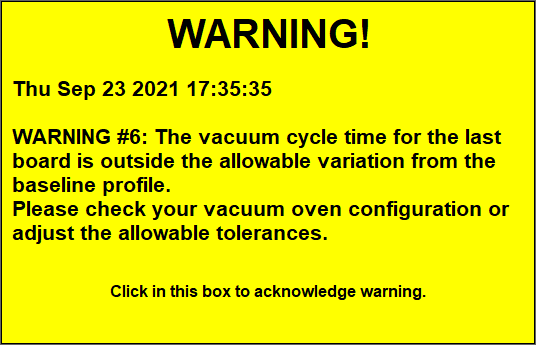 WARNING!
Thu Sep 23 2021 17:35:35
WARNING #6: The vacuum cycle time for the last
board is outside the allowable variation from the
baseline profile.
Please check your vacuum oven configuration or
adjust the allowable tolerances.
Click in this box to acknowledge warning.